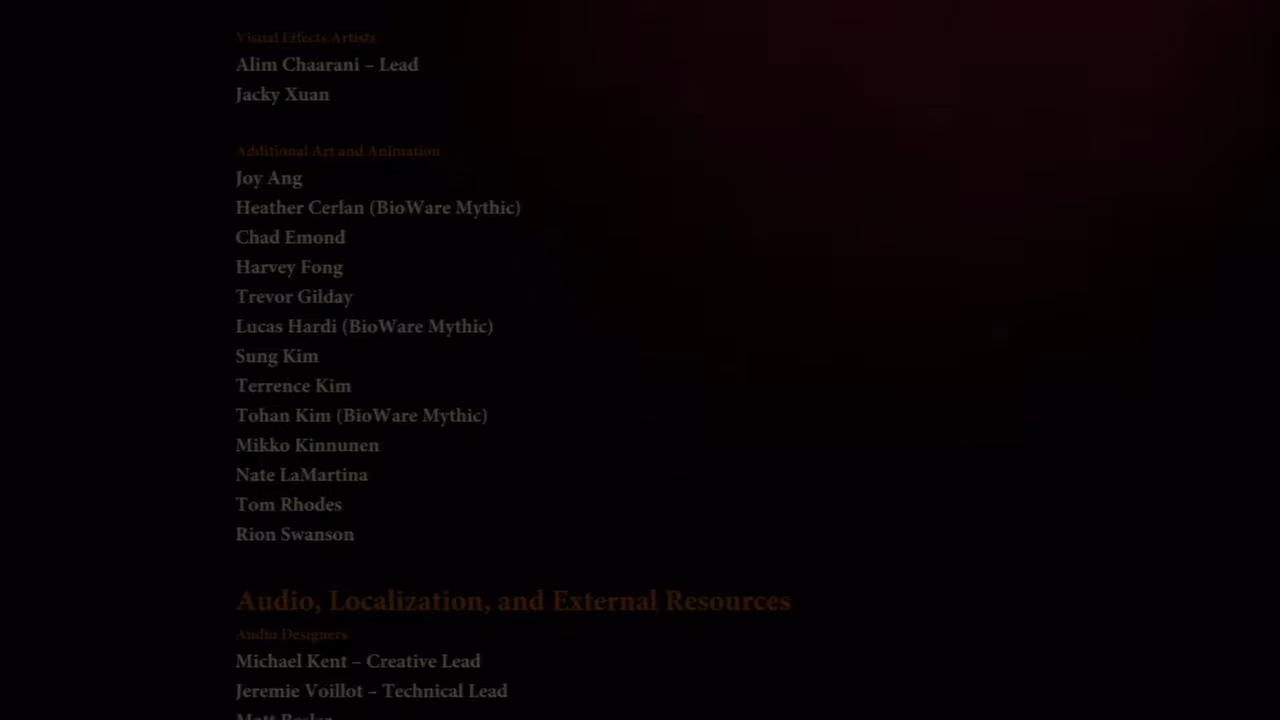 Visual Effects Artists
Alim Chaarani – Lead
Jacky Xuan
Additional Art and Animation
Joy Ang
Heather Cerlan (BioWare Mythic)
Chad Emond
Harvey Fong
Trevor Gilday
Lucas Hardi (BioWare Mythic)
Sung Kim
Terrence Kim
Tohan Kim (BioWare Mythic)
Mikko Kinnunen
Nate LaMartina
Tom Rhodes
Rion Swanson
Audio, Localization, and External Resources
Audio Designers
Michael Kent – Creative Lead
Jeremie Voillot – Technical Lead
Matt